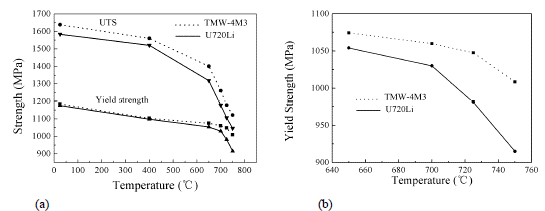 (a)
1700
1600
1500
1400
1300
1200
1100
1000
900
Strength (MPa)
UTS
TMW-4M3
U720Li
Yield strength
0 100 200 300 400 500 600 700 800
Temperature (℃)
(b)
1100
1050
1000
950
900
Yield Strength (MPa)
TMW-4M3
U720Li
640 660 680 700 720 740 760
Temperature (℃)